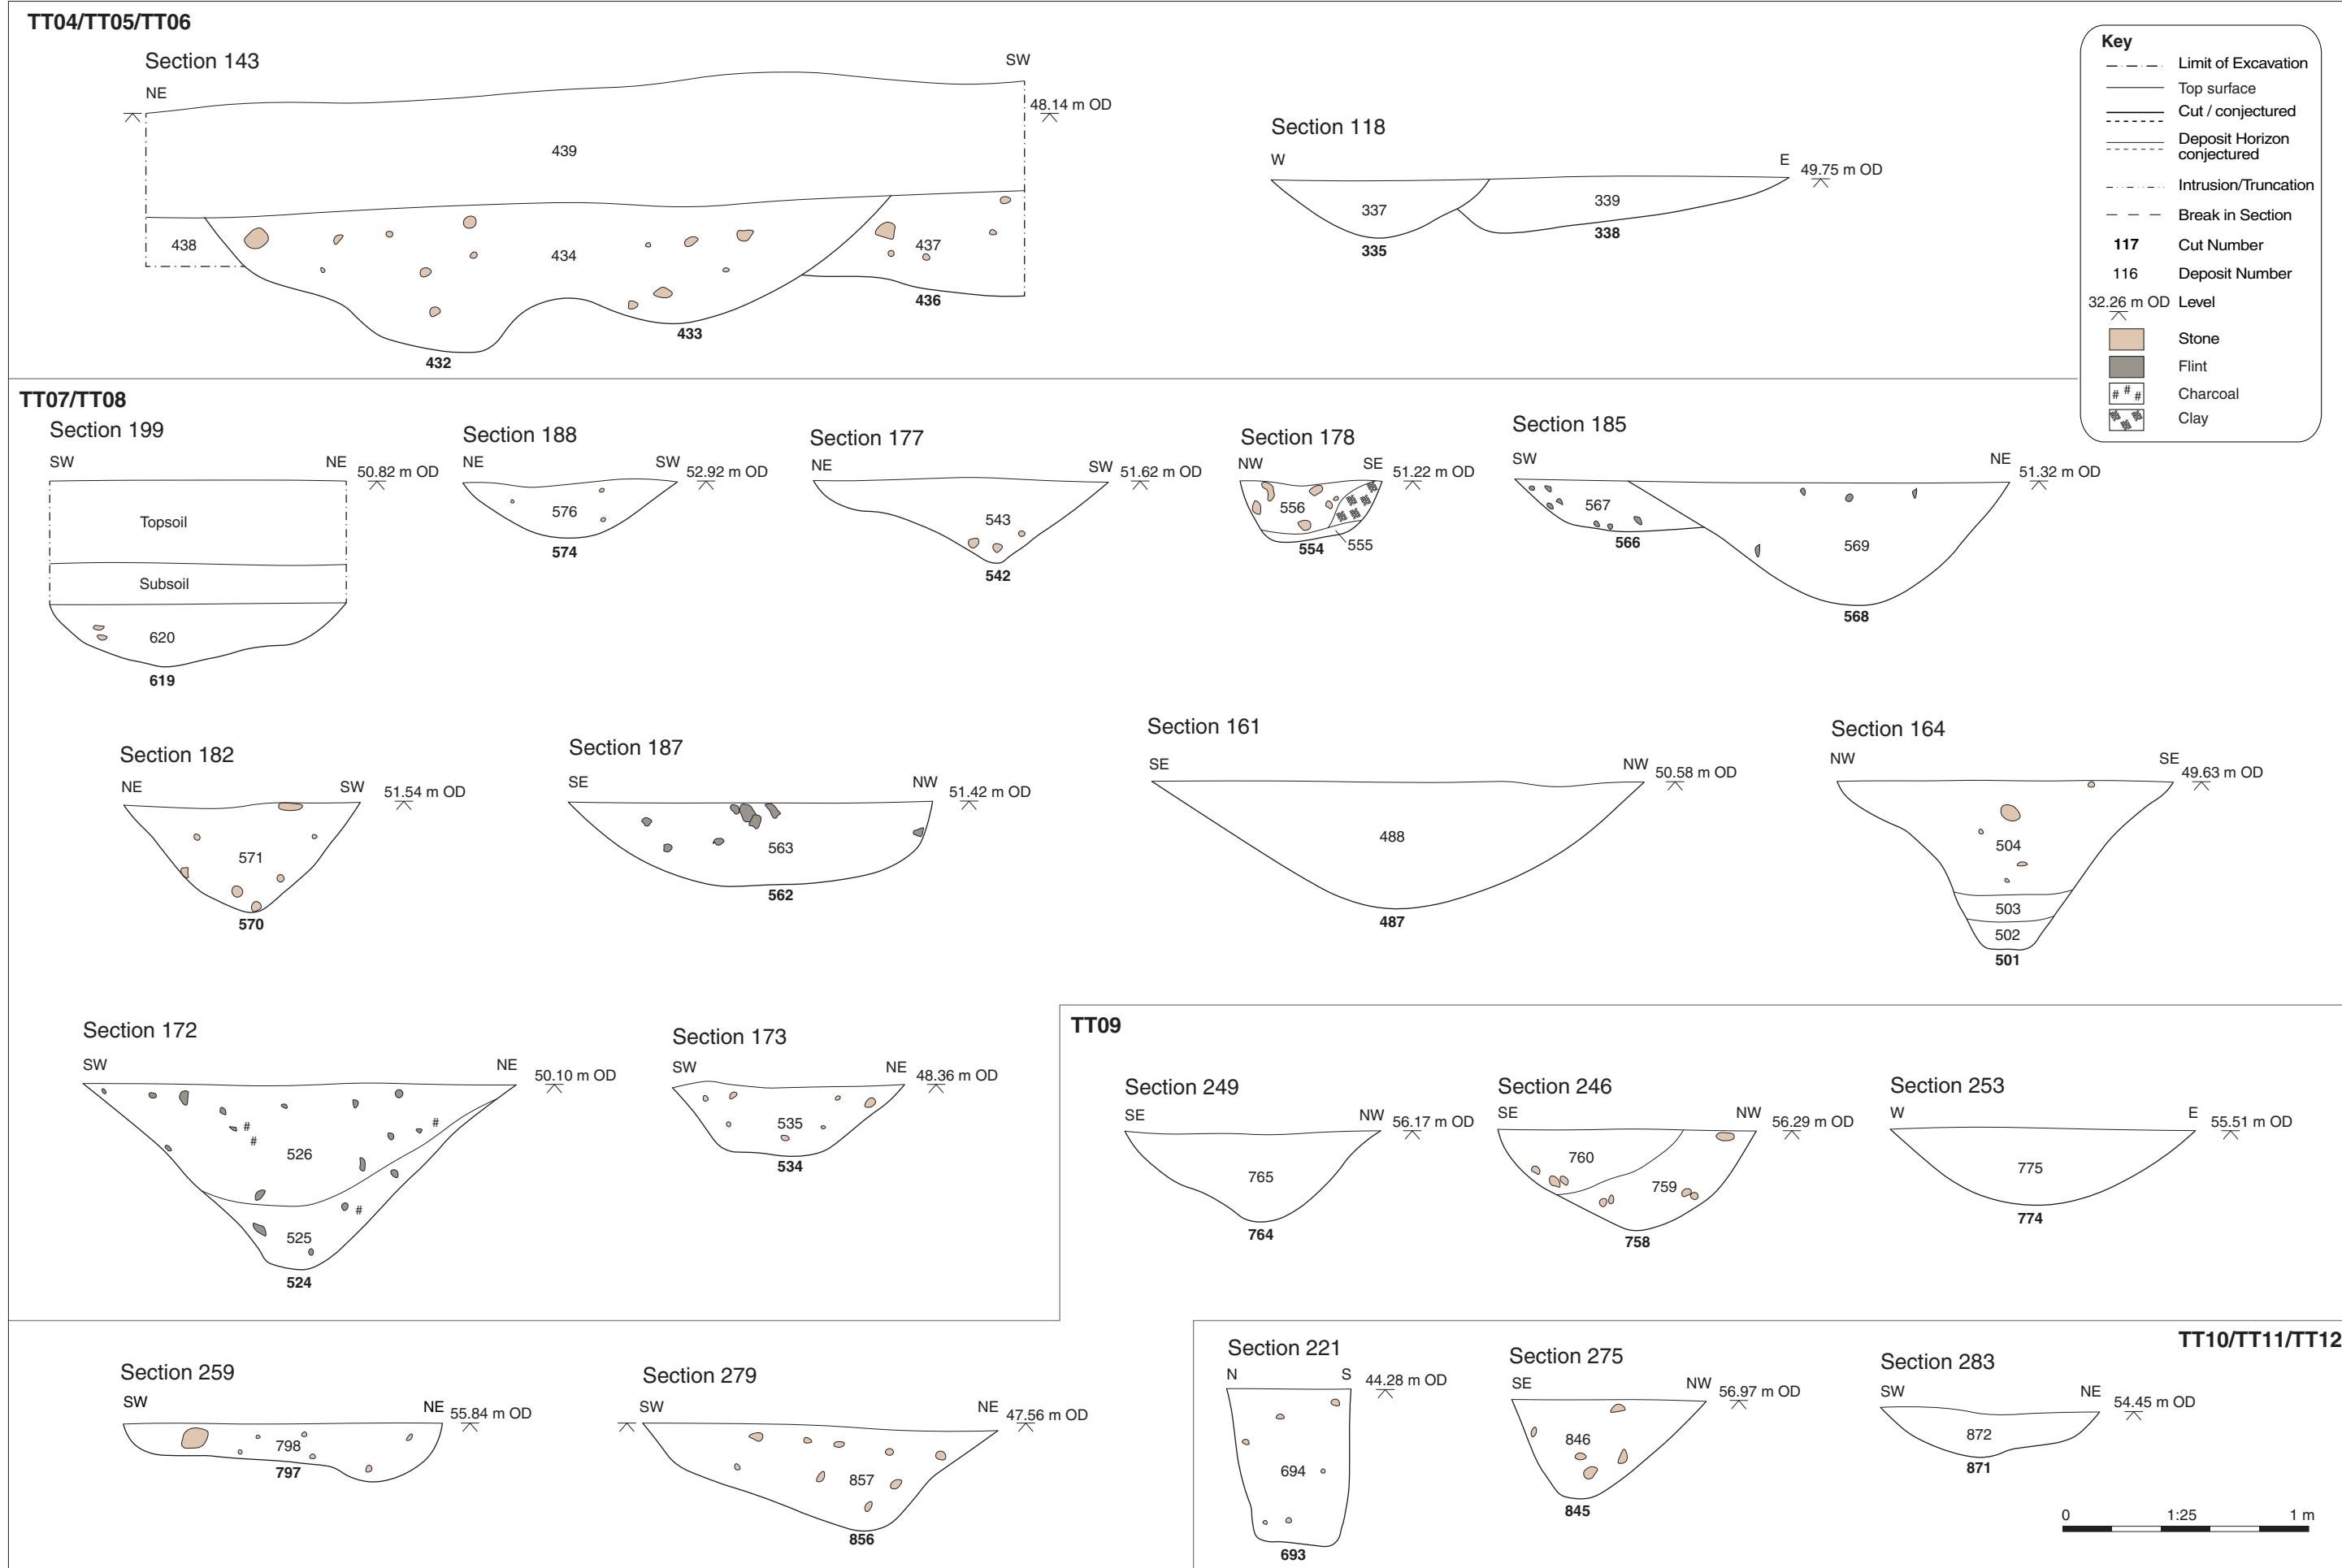 TT04/TT05/TT06
Section 143
NE
SW
48.14 m OD
439
438
434
437
436
433
432
Section 118
W
E
49.75 m OD
337
339
335
338
Key
Limit of Excavation
Top surface
Cut / conjectured
Deposit Horizon
conjectured
Intrusion/Truncation
Break in Section
117 Cut Number
116 Deposit Number
32.26 m OD Level
Stone
Flint
# # # Charcoal
Clay
TT07/TT08
Section 199
SW
NE
50.82 m OD
Topsoil
Subsoil
620
619
Section 188
NE
SW
52.92 m OD
576
574
Section 177
NE
SW
51.62 m OD
543
542
Section 178
NW
SE
51.22 m OD
556
554
555
Section 185
SW
NE
51.32 m OD
567
566
569
568
Section 182
NE
SW
51.54 m OD
571
570
Section 187
SE
NW
51.42 m OD
563
562
Section 161
SE
NW
50.58 m OD
488
487
Section 164
NW
SE
49.63 m OD
504
503
502
501
Section 172
SW
NE
50.10 m OD
#
#
#
526
#
525
524
Section 173
SW
NE
48.36 m OD
535
534
TT09
Section 249
SE
NW
56.17 m OD
765
764
Section 246
SE
NW
56.29 m OD
760
759
758
Section 253
W
E
55.51 m OD
775
774
Section 259
SW
NE
55.84 m OD
798
797
Section 279
SW
NE
47.56 m OD
857
856
TT10/TT11/TT12
Section 221
N
S
44.28 m OD
694
693
Section 275
SE
NW
56.97 m OD
846
845
Section 283
SW
NE
54.45 m OD
872
871
0 1:25 1 m